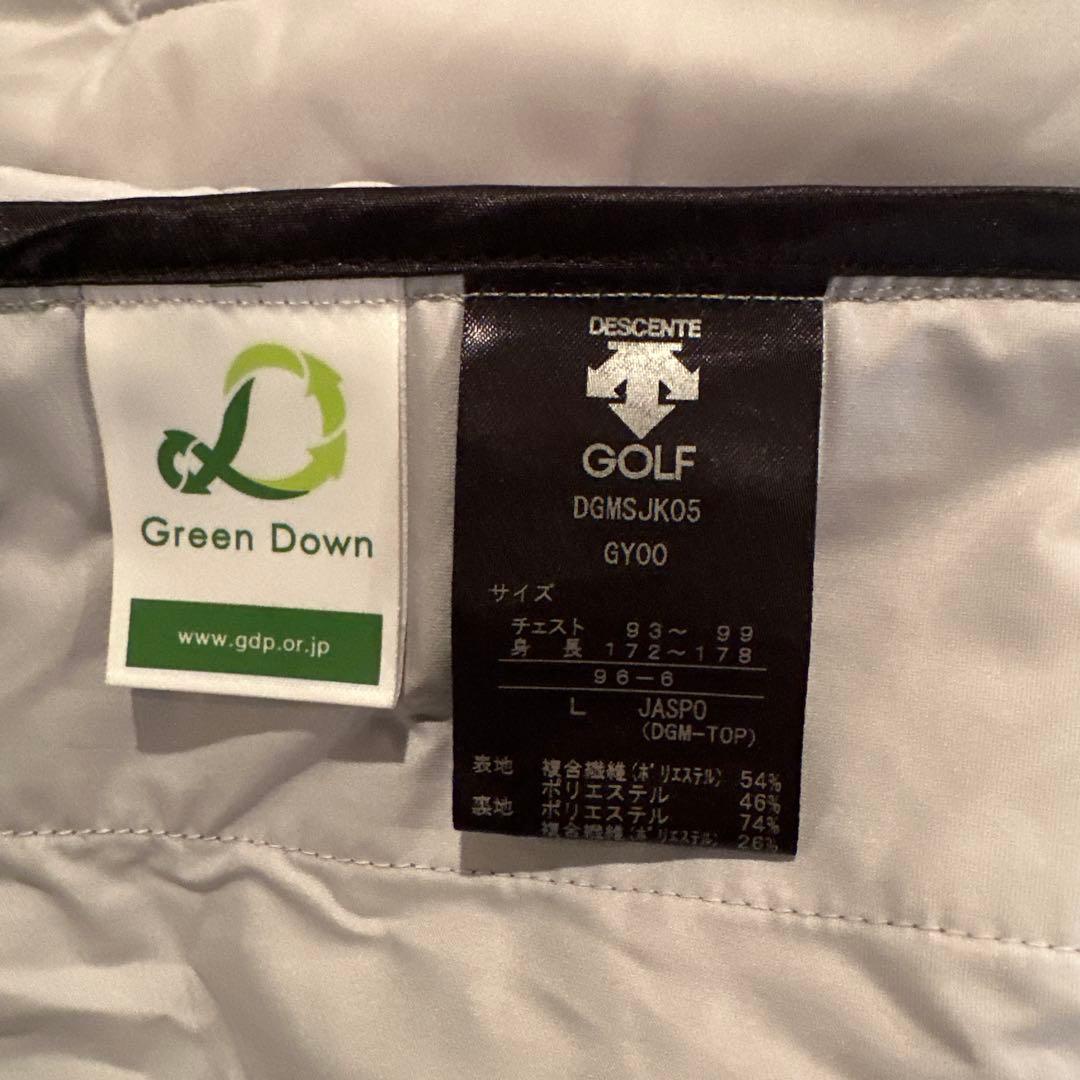 Green Down
www.gdp.or.jp
DESCENTE
GOLF
DGMSJK05
GY00
サイズ
チェスト 93～ 99
身 長 172～178
96-6
L JASPO
(DGM-TOP)
表地 複合繊維(ポリエステル) 54%
ポリエステル 46%
裏地 ポリエステル 74%
複合繊維(ポリエステル) 26%